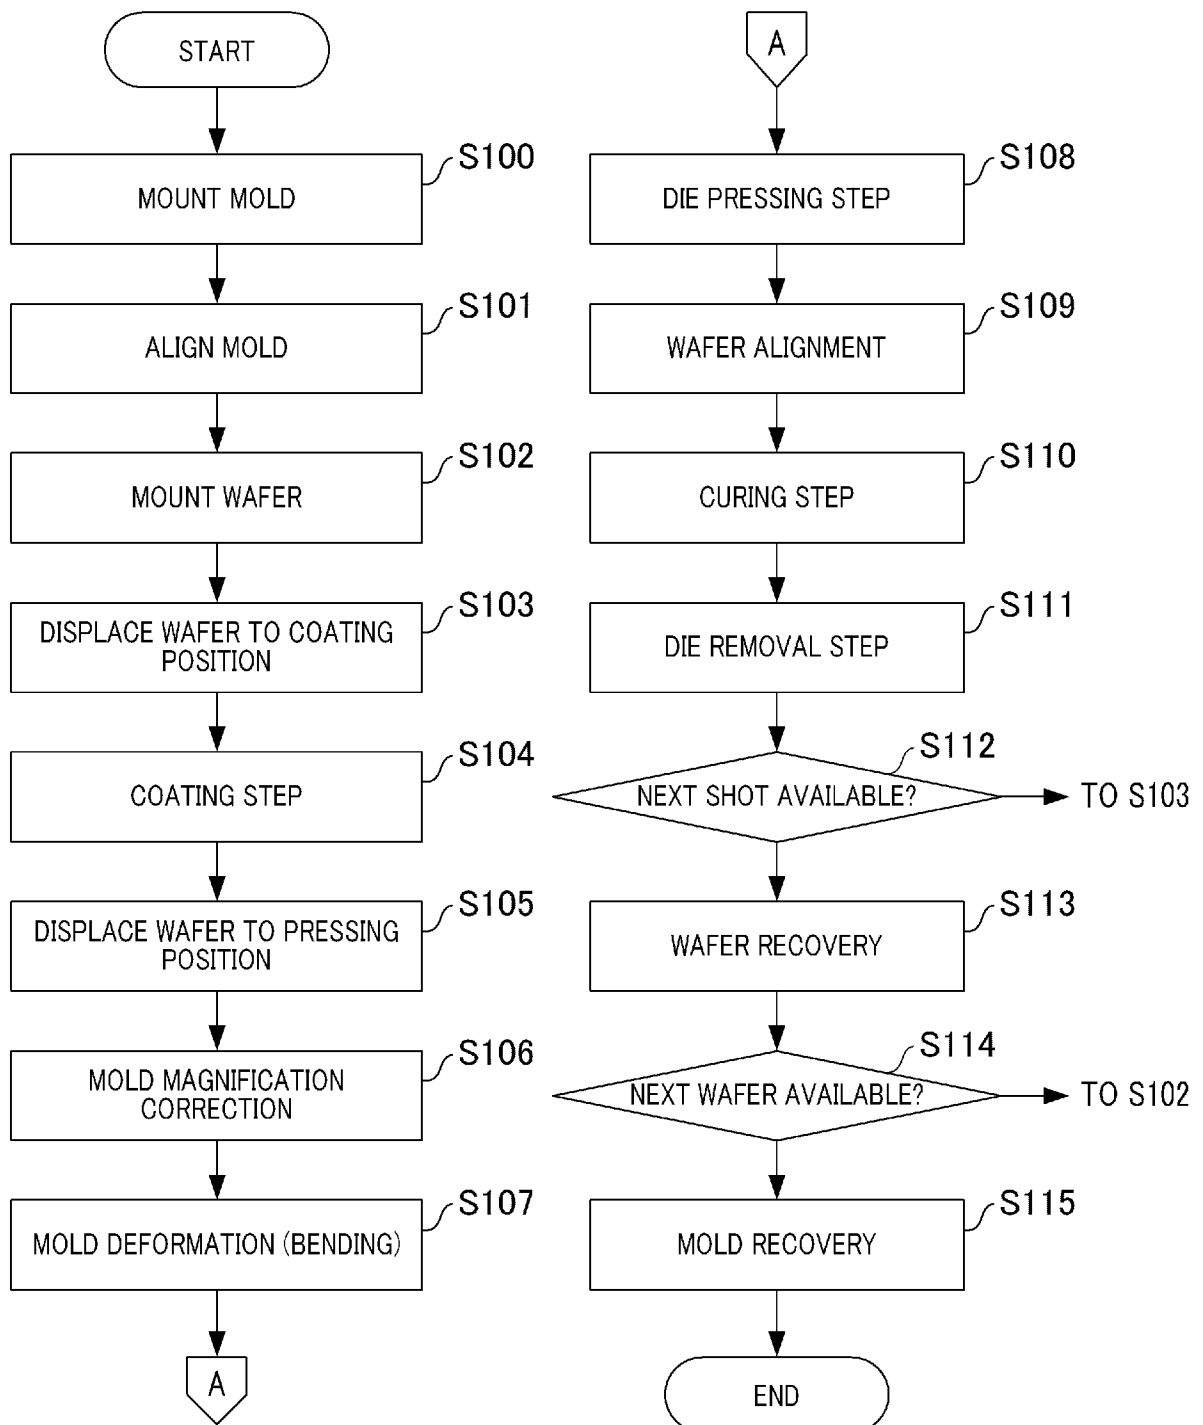 START
S100
MOUNT MOLD
S101
ALIGN MOLD
S102
MOUNT WAFER
S103
DISPLACE WAFER TO COATING
POSITION
S104
COATING STEP
S105
DISPLACE WAFER TO PRESSING
POSITION
S106
MOLD MAGNIFICATION
CORRECTION
S107
MOLD DEFORMATION (BENDING)
A
A
S108
DIE PRESSING STEP
S109
WAFER ALIGNMENT
S110
CURING STEP
S111
DIE REMOVAL STEP
S112
NEXT SHOT AVAILABLE?
TO S103
S113
WAFER RECOVERY
S114
NEXT WAFER AVAILABLE?
TO S102
S115
MOLD RECOVERY
END